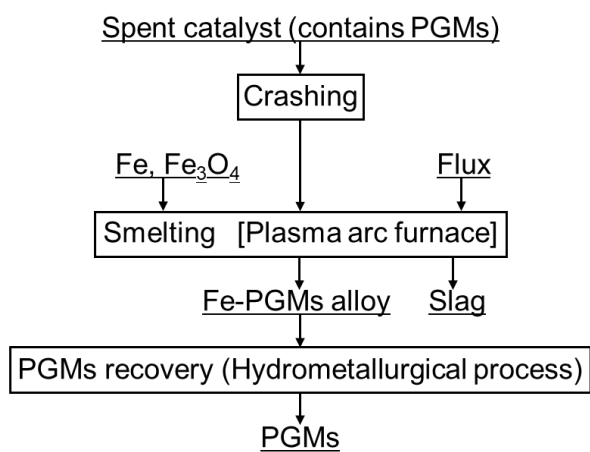 Spent catalyst (contains PGMs)
Crashing
Fe, Fe₃O₄
Flux
Smelting [Plasma arc furnace]
Fe-PGMs alloy
Slag
PGMs recovery (Hydrometallurgical process)
PGMs